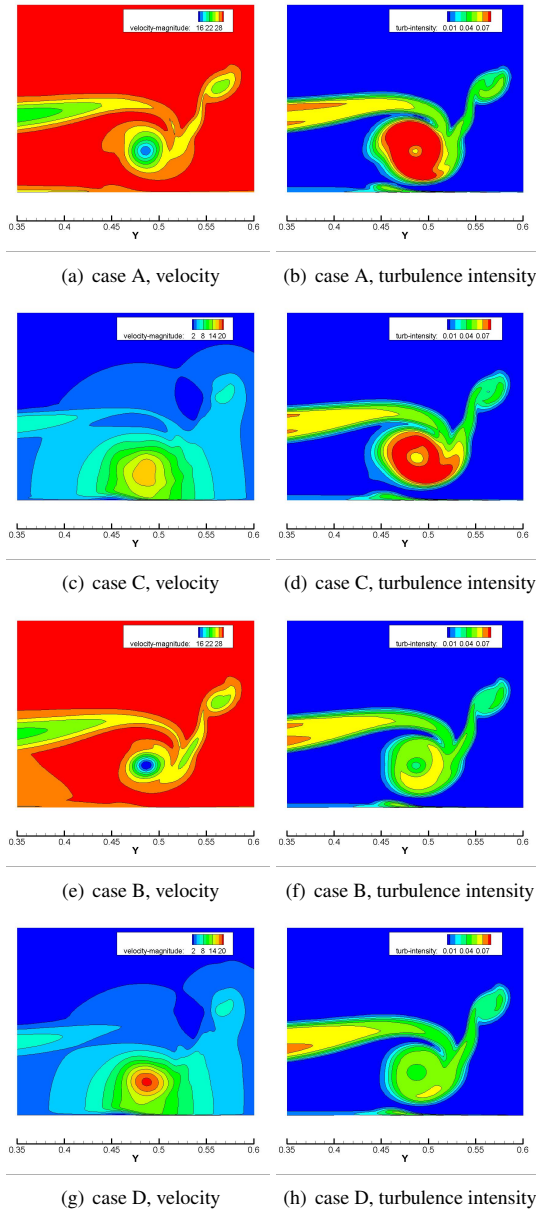 velocity-magnitude: 16 22 28
turb-intensity: 0.01 0.04 0.07
0.35 0.4 0.45 0.5 0.55 0.6
Y
0.35 0.4 0.45 0.5 0.55 0.6
Y
(a) case A, velocity
(b) case A, turbulence intensity
velocity-magnitude: 2 8 14 20
turb-intensity: 0.01 0.04 0.07
0.35 0.4 0.45 0.5 0.55 0.6
Y
0.35 0.4 0.45 0.5 0.55 0.6
Y
(c) case C, velocity
(d) case C, turbulence intensity
velocity-magnitude: 16 22 28
turb-intensity: 0.01 0.04 0.07
0.35 0.4 0.45 0.5 0.55 0.6
Y
0.35 0.4 0.45 0.5 0.55 0.6
Y
(e) case B, velocity
(f) case B, turbulence intensity
velocity-magnitude: 2 8 14 20
turb-intensity: 0.01 0.04 0.07
0.35 0.4 0.45 0.5 0.55 0.6
Y
0.35 0.4 0.45 0.5 0.55 0.6
Y
(g) case D, velocity
(h) case D, turbulence intensity